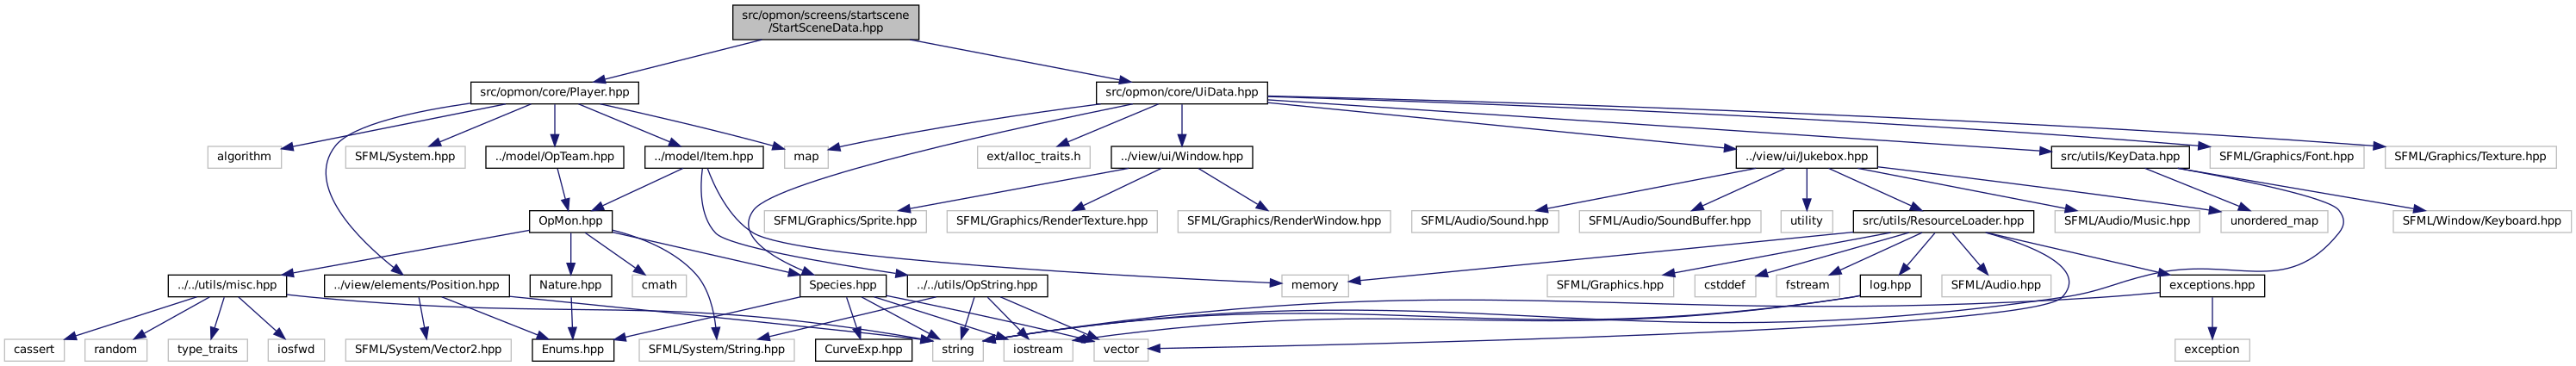 src/opmon/screens/startscene
/StartSceneData.hpp
src/opmon/core/Player.hpp
src/opmon/core/UiData.hpp
algorithm
SFML/System.hpp
../model/OpTeam.hpp
../model/Item.hpp
map
ext/alloc_traits.h
../view/ui/Window.hpp
../view/ui/Jukebox.hpp
src/utils/KeyData.hpp
SFML/Graphics/Font.hpp
SFML/Graphics/Texture.hpp
OpMon.hpp
SFML/Graphics/Sprite.hpp
SFML/Graphics/RenderTexture.hpp
SFML/Graphics/RenderWindow.hpp
SFML/Audio/Sound.hpp
SFML/Audio/SoundBuffer.hpp
utility
src/utils/ResourceLoader.hpp
SFML/Audio/Music.hpp
unordered_map
SFML/Window/Keyboard.hpp
../../utils/misc.hpp
../view/elements/Position.hpp
Nature.hpp
cmath
Species.hpp
../../utils/OpString.hpp
memory
SFML/Graphics.hpp
cstddef
fstream
log.hpp
SFML/Audio.hpp
exceptions.hpp
cassert
random
type_traits
iosfwd
SFML/System/Vector2.hpp
Enums.hpp
SFML/System/String.hpp
CurveExp.hpp
string
iostream
vector
exception